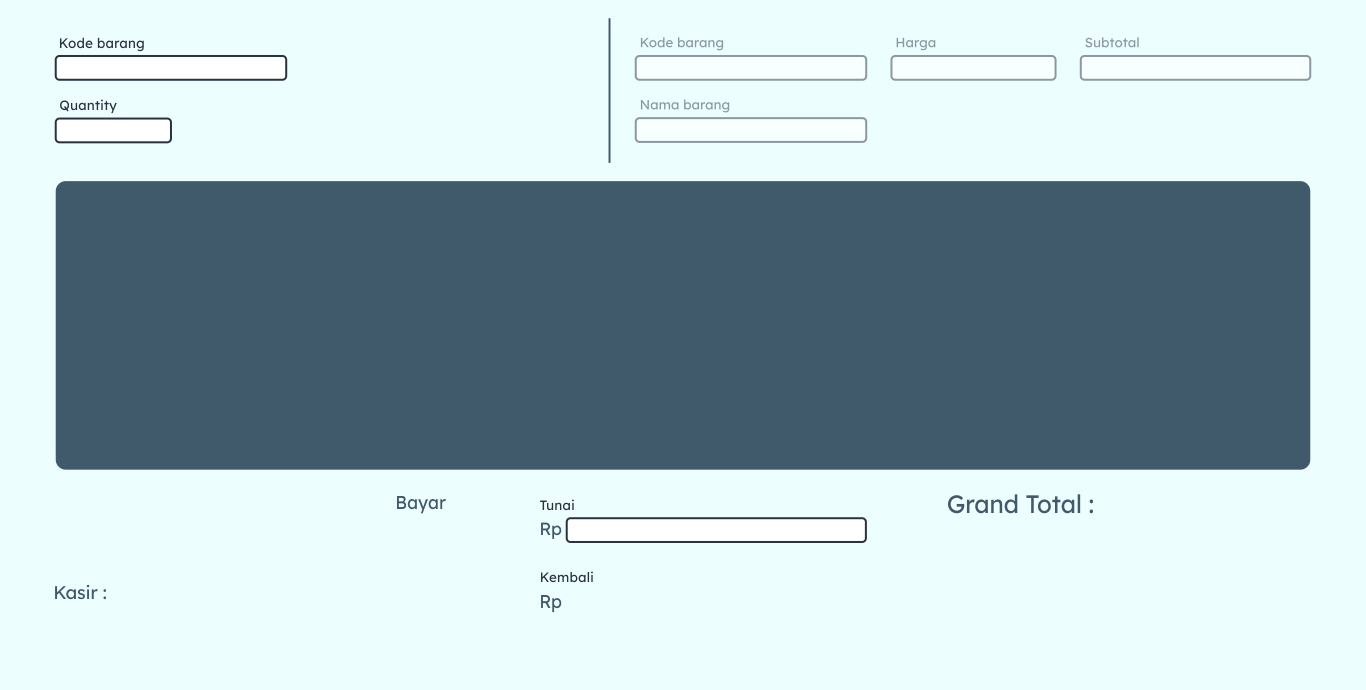 Kode barang
Quantity
Kode barang
Harga
Subtotal
Nama barang
Bayar
Tunai
Rp
Grand Total :
Kembali
Rp
Kasir :